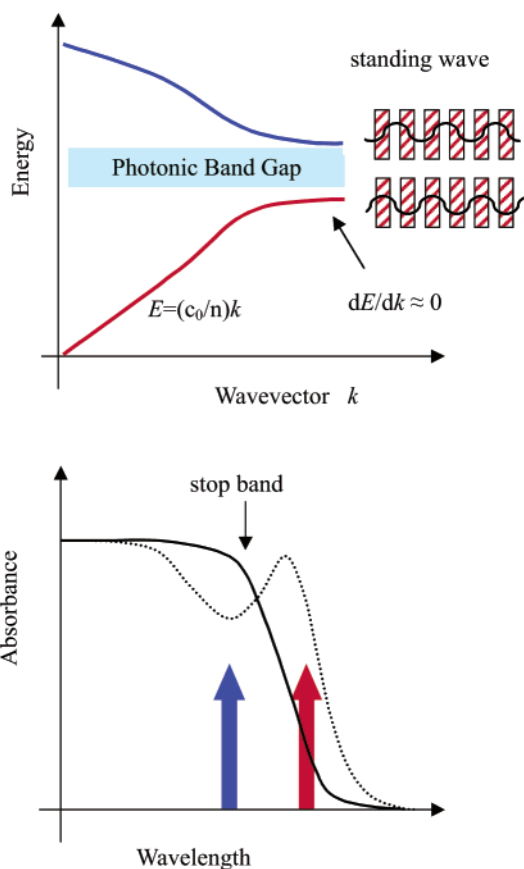 standing wave
Energy
Photonic Band Gap
E=(c₀/n)k
dE/dk ≈ 0
Wavevector k
stop band
Absorbance
Wavelength